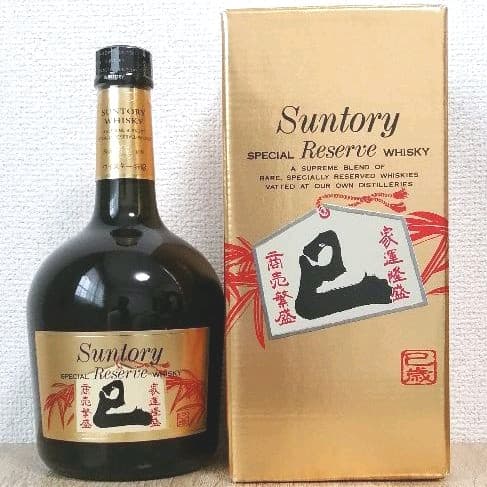 SUNTORY
WHISKY
Suntory
SPECIAL Reserve WHISKY
巳
家運隆盛
商売繁盛
Suntory
SPECIAL Reserve WHISKY
A SUPREME BLEND OF
RARE, SPECIALLY RESERVED WHISKIES
VATTED AT OUR OWN DISTILLERIES
家運隆盛
巳
商売繁盛
巳歳